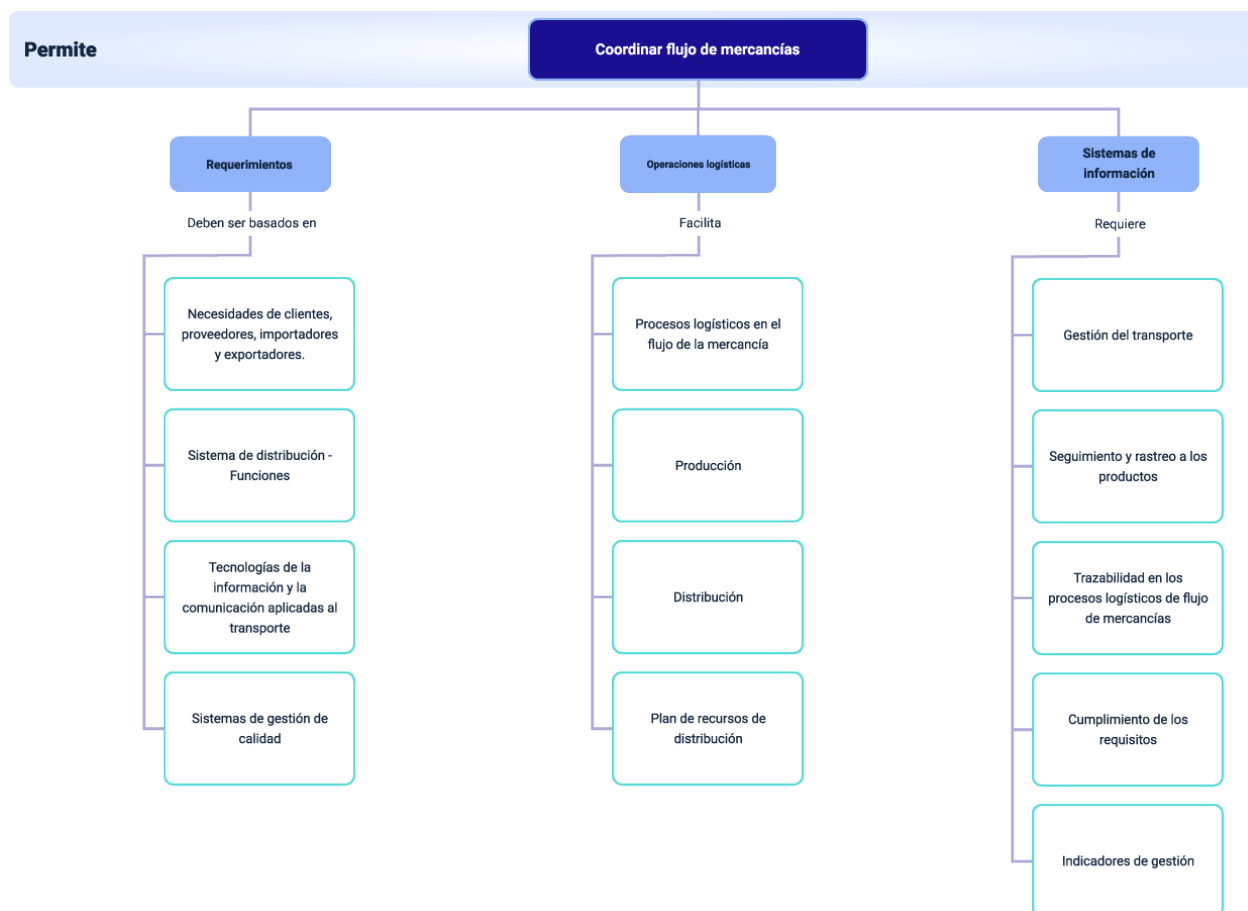 Permite
Coordinar flujo de mercancías
Requerimientos
Deben ser basados en
Necesidades de clientes,
proveedores, importadores
y exportadores.
Sistema de distribución -
Funciones
Tecnologías de la
información y la
comunicación aplicadas al
transporte
Sistemas de gestión de
calidad
Operaciones logísticas
Facilita
Procesos logísticos en el
flujo de la mercancía
Producción
Distribución
Plan de recursos de
distribución
Sistemas de
información
Requiere
Gestión del transporte
Seguimiento y rastreo a los
productos
Trazabilidad en los
procesos logísticos de flujo
de mercancías
Cumplimiento de los
requisitos
Indicadores de gestión